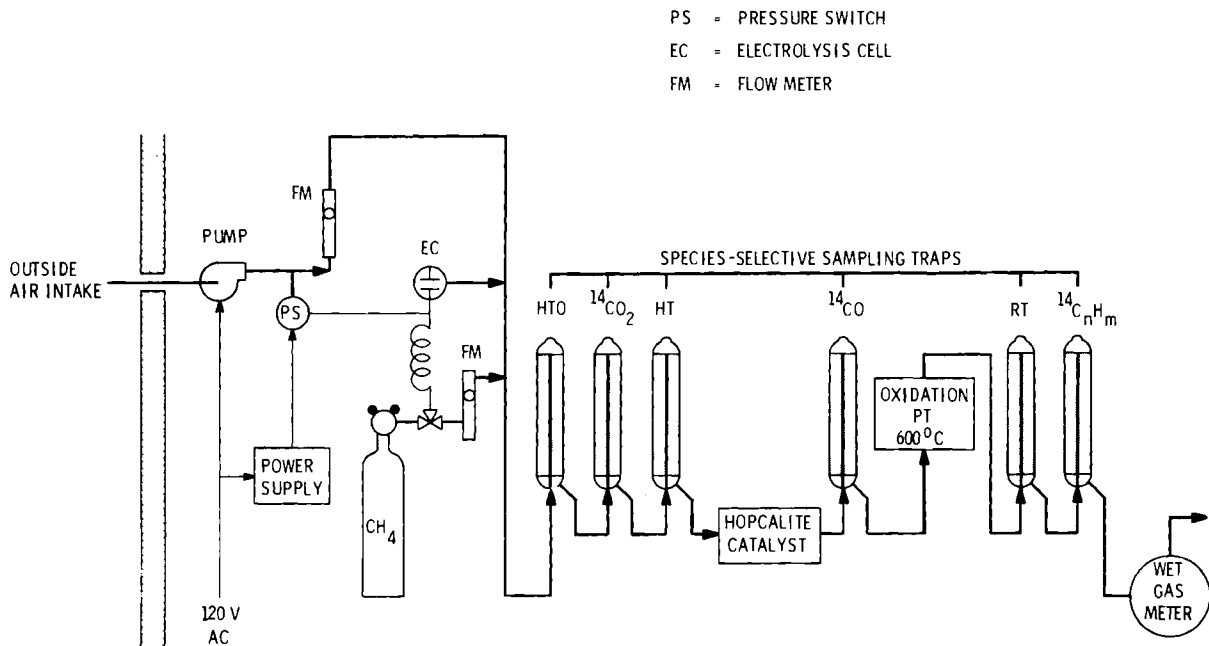 PS = PRESSURE SWITCH
EC = ELECTROLYSIS CELL
FM = FLOW METER
FM
PUMP
EC
OUTSIDE
AIR INTAKE
SPECIES-SELECTIVE SAMPLING TRAPS
PS
HTO
14CO2
HT
14CO
RT
14CnHm
FM
OXIDATION
PT
600°C
POWER
SUPPLY
CH4
HOPCALITE
CATALYST
WET
GAS
METER
120 V
AC